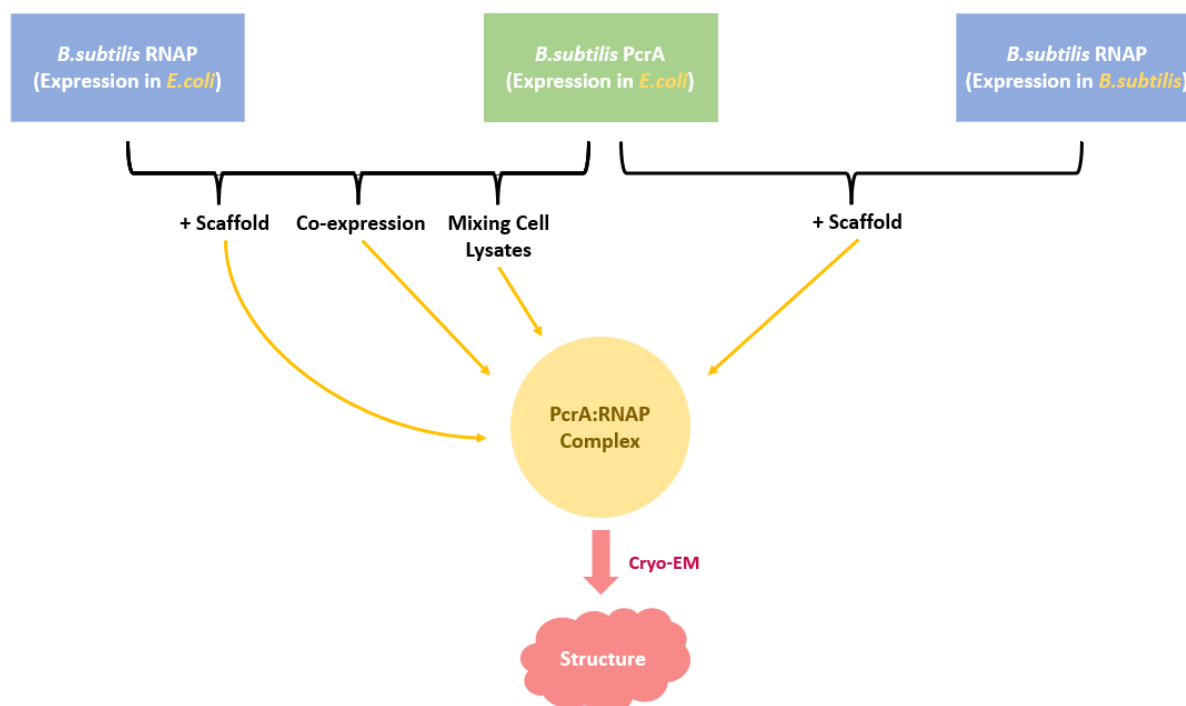 B.subtilis RNAP
(Expression in E.coli)
B.subtilis PcrA
(Expression in E.coli)
B.subtilis RNAP
(Expression in B.subtilis)
+ Scaffold
Co-expression
Mixing Cell
Lysates
+ Scaffold
PcrA:RNAP
Complex
Cryo-EM
Structure